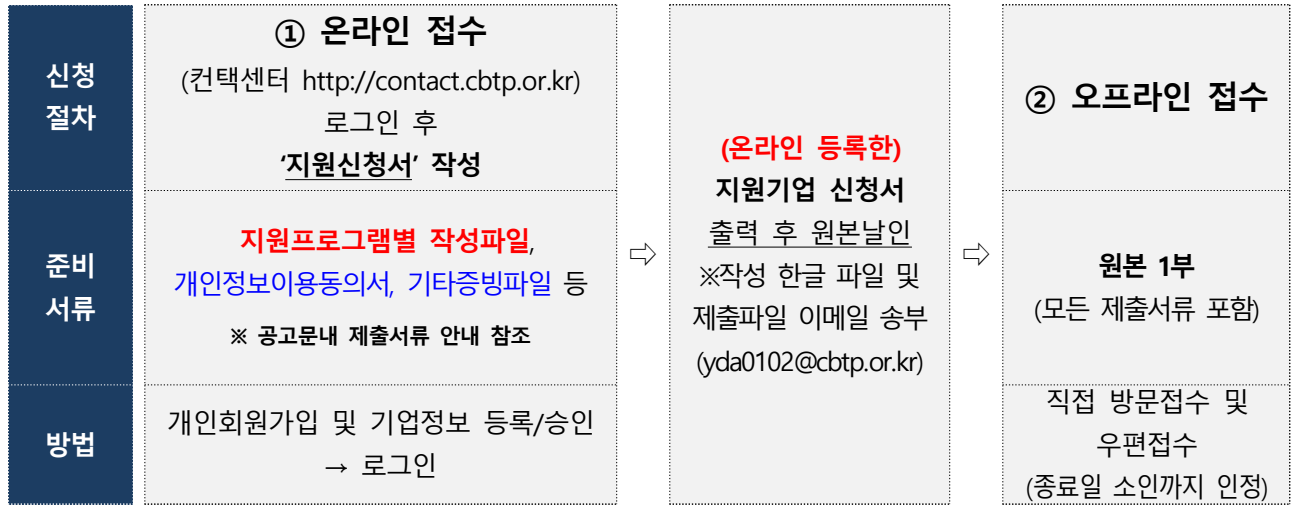 신청
절차
① 온라인 접수
(컨택센터 http://contact.cbtp.or.kr)
로그인 후
‘지원신청서’ 작성
준비
서류
지원프로그램별 작성파일,
개인정보이용동의서, 기타증빙파일 등
※ 공고문내 제출서류 안내 참조
방법
개인회원가입 및 기업정보 등록/승인
→ 로그인
⇨
(온라인 등록한)
지원기업 신청서
출력 후 원본날인
※작성 한글 파일 및
제출파일 이메일 송부
(yda0102@cbtp.or.kr)
⇨
② 오프라인 접수
원본 1부
(모든 제출서류 포함)
직접 방문접수 및
우편접수
(종료일 소인까지 인정)